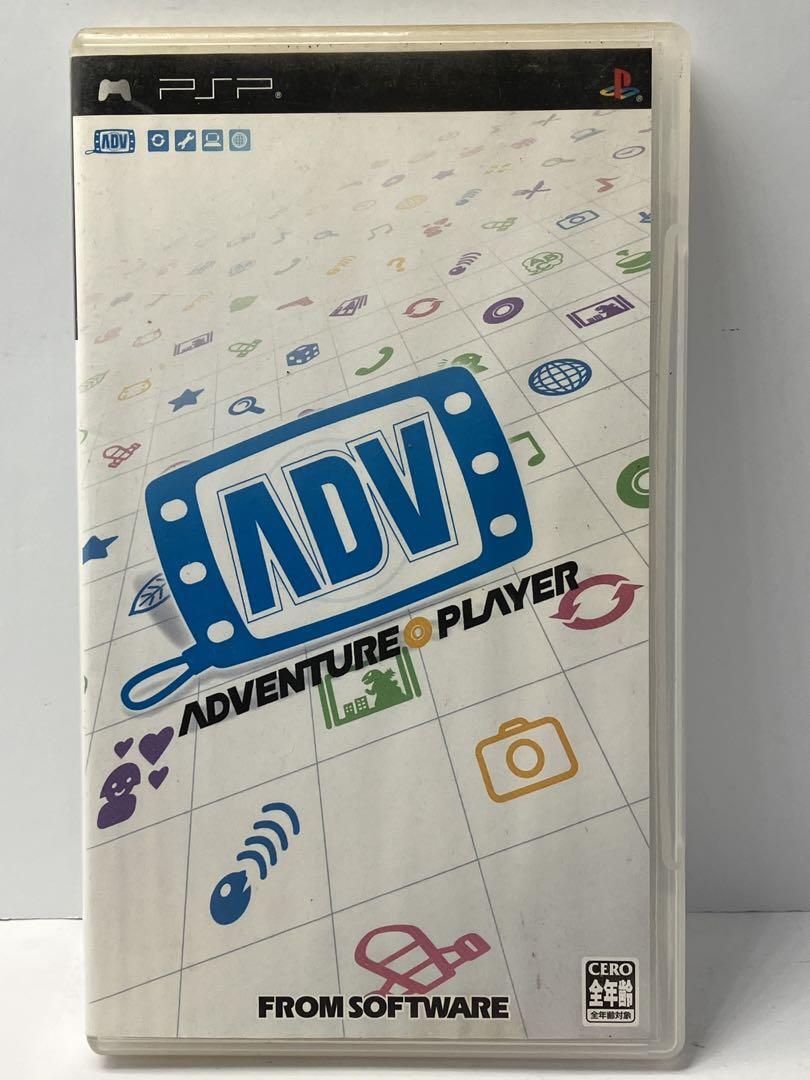 PSP®
ADV
ADV
ADVENTURE PLAYER
FROM SOFTWARE
CERO
全年齢
全年齢対象